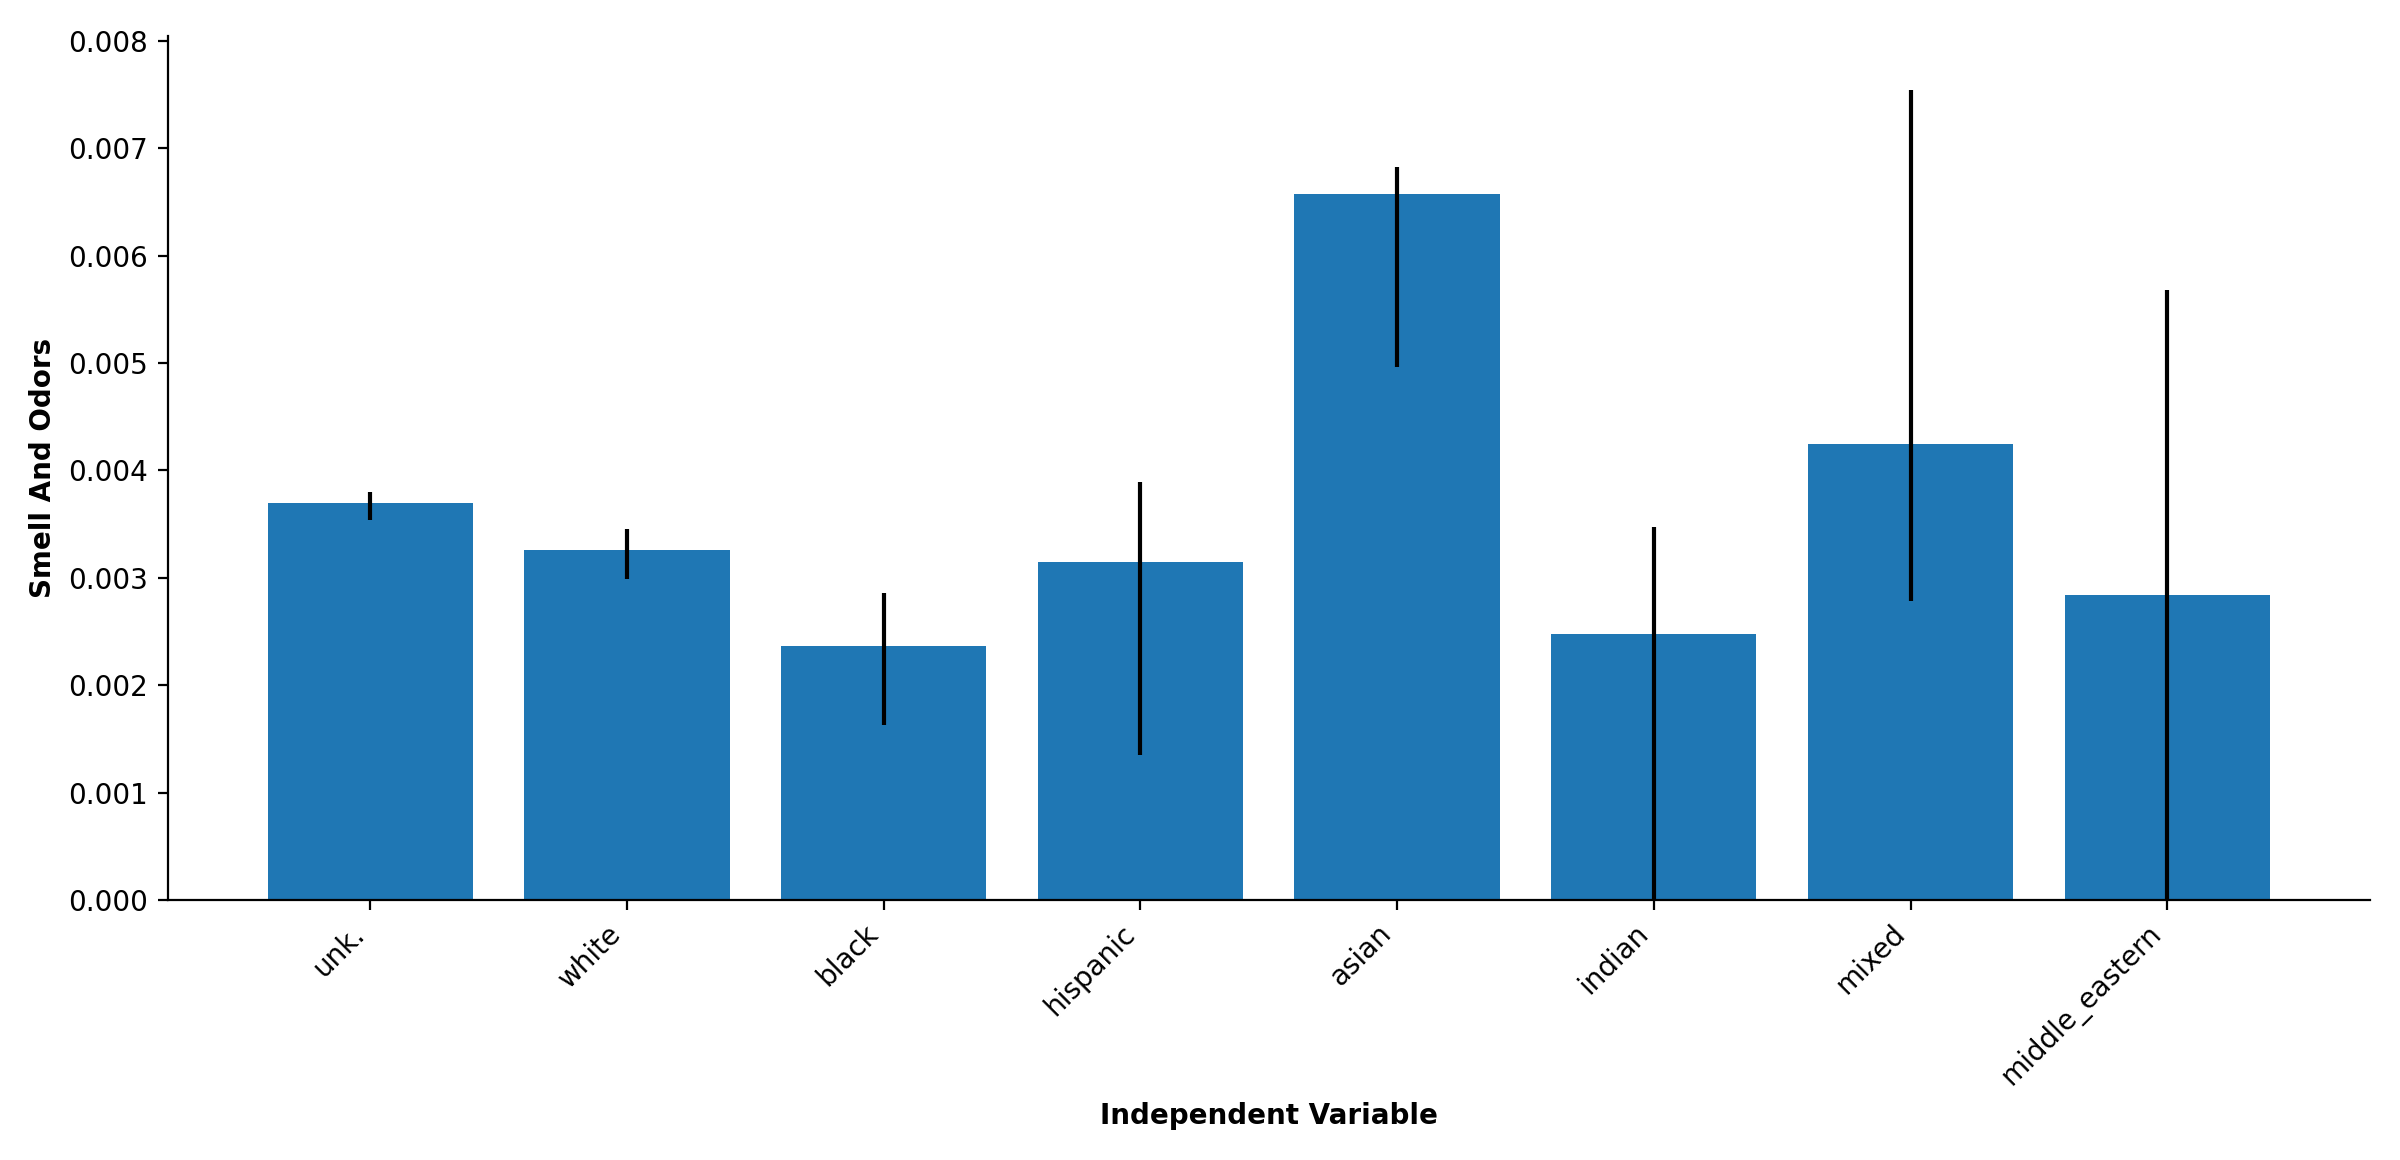 0.008
0.007
0.006
0.005
0.004
0.003
0.002
0.001
0.000
Smell And Odors
unk.
white
black
hispanic
asian
indian
mixed
middle_eastern
Independent Variable